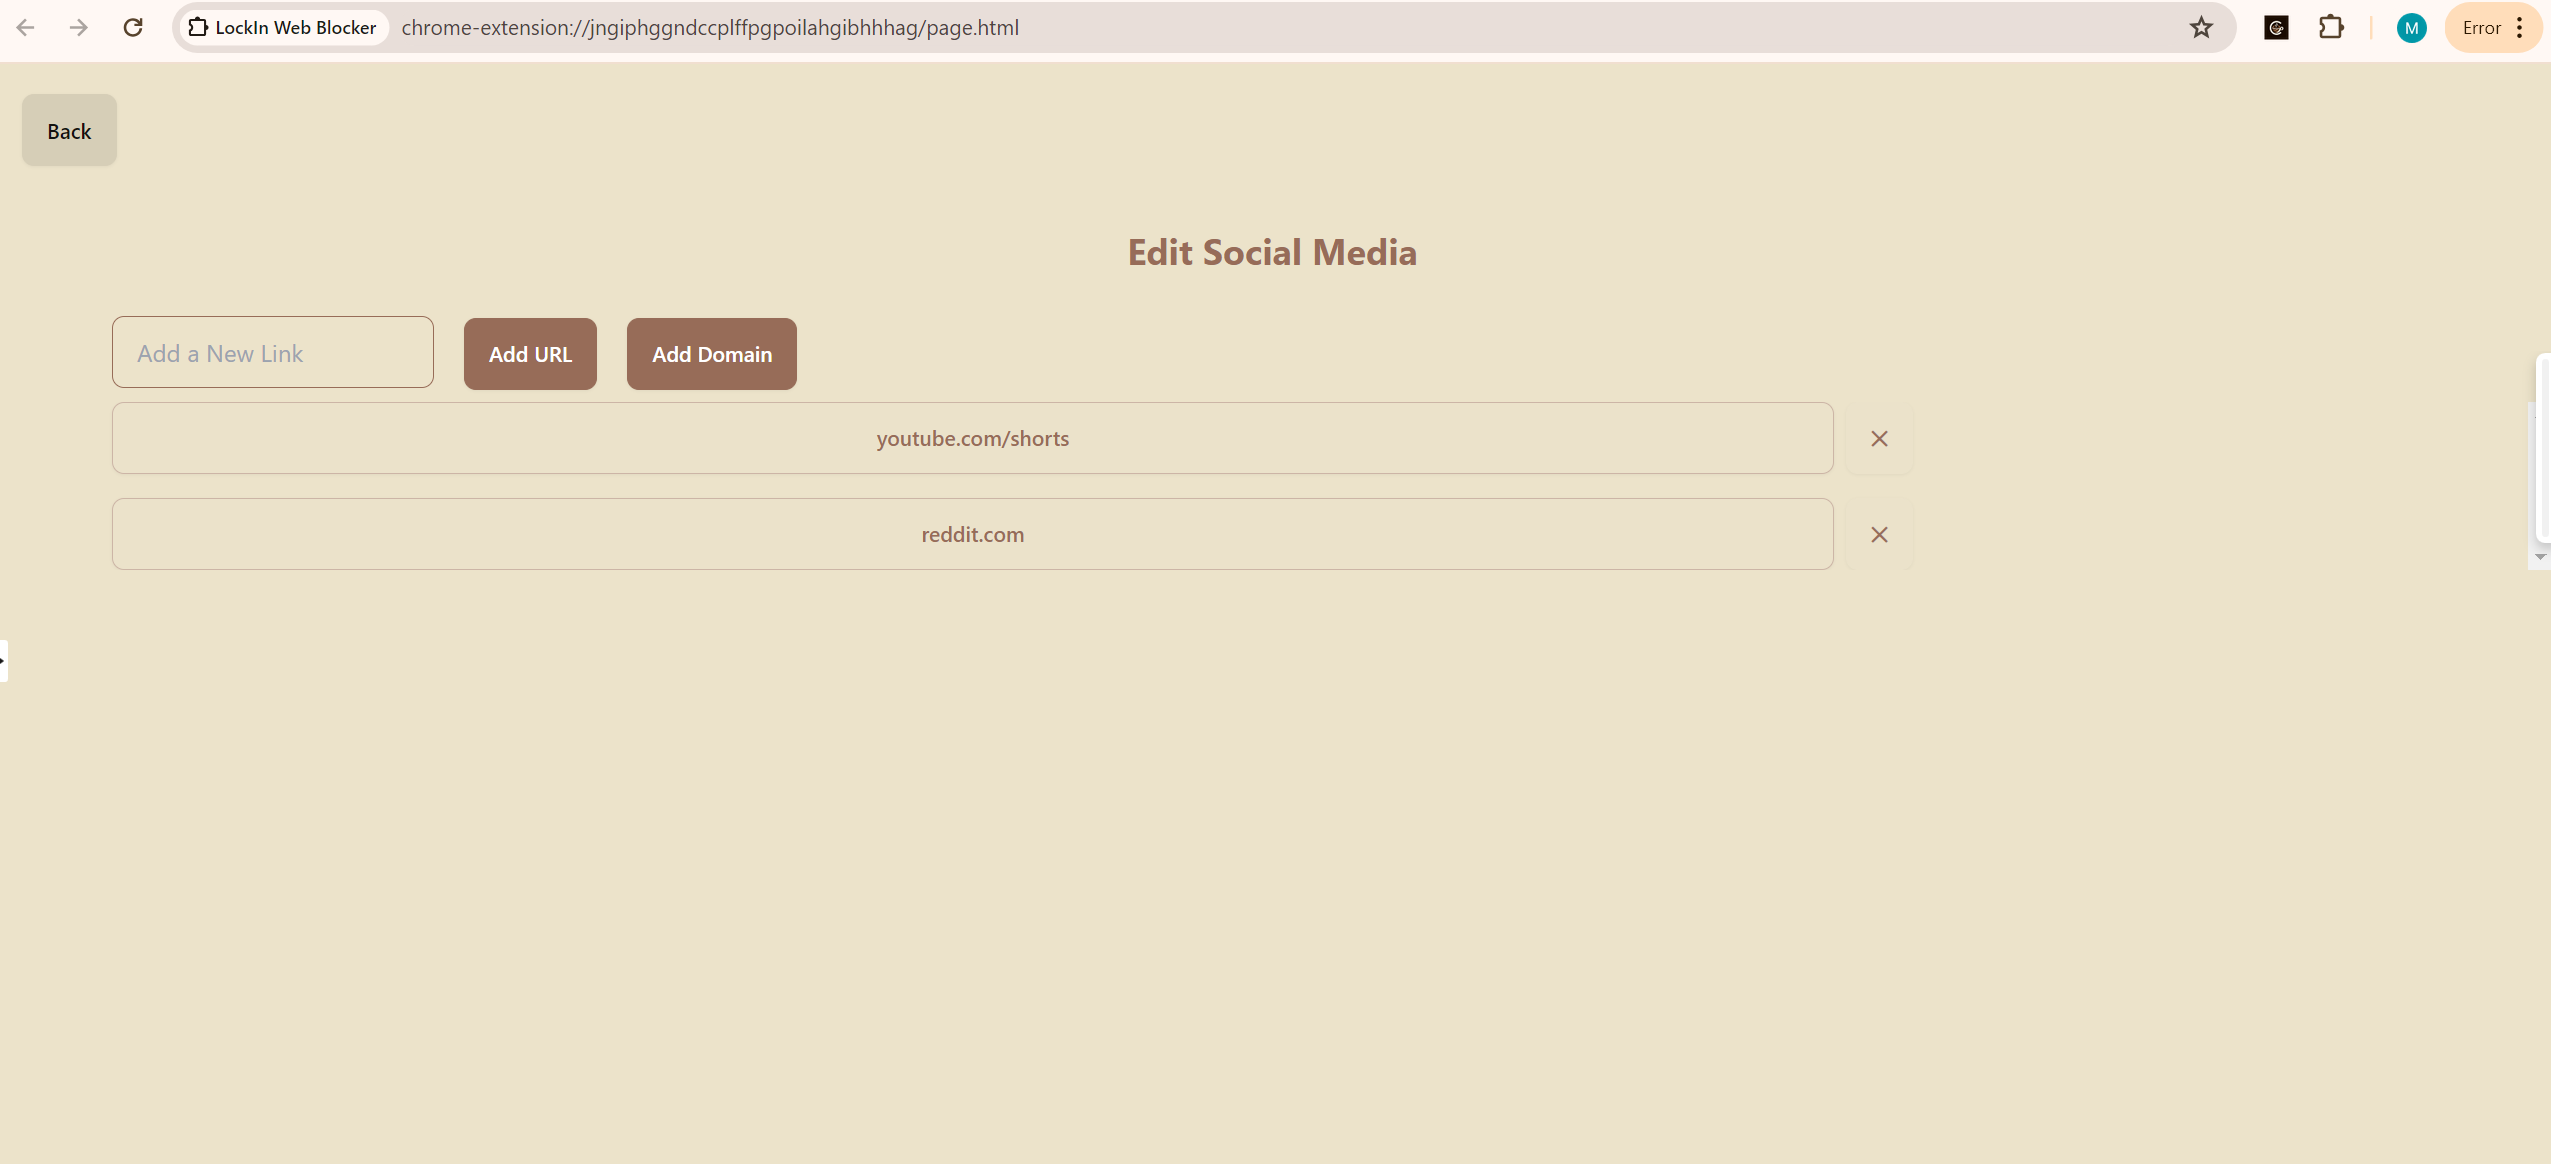 LockIn Web Blocker
chrome-extension://jngiphggndccplffpgpoilahgibhhhag/page.html
M
Error
Back
Edit Social Media
Add a New Link
Add URL
Add Domain
youtube.com/shorts
reddit.com